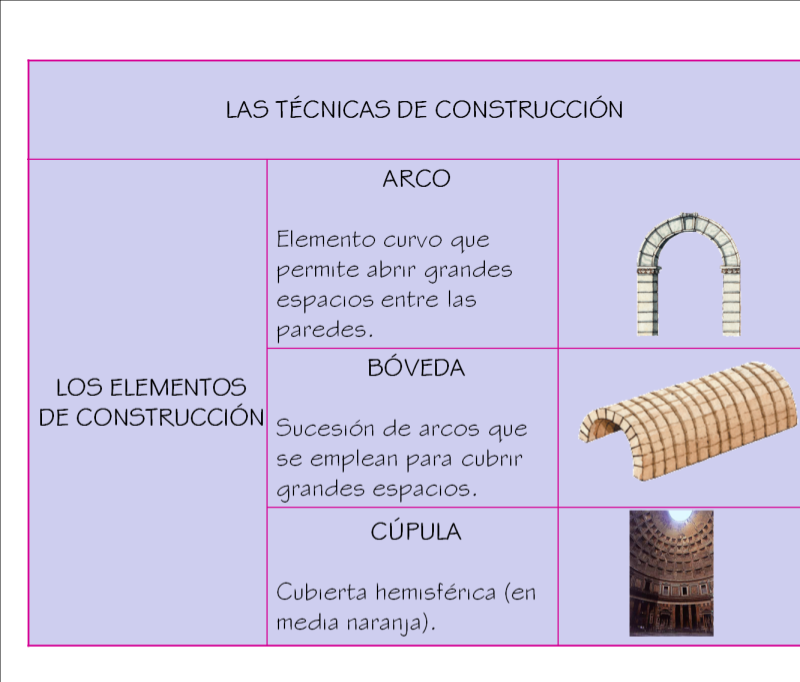 LAS TÉCNICAS DE CONSTRUCCIÓN
LOS ELEMENTOS
DE CONSTRUCCIÓN
ARCO
Elemento curvo que
permite abrir grandes
espacios entre las
paredes.
BÓVEDA
Sucesión de arcos que
se emplean para cubrir
grandes espacios.
CÚPULA
Cubierta hemisférica (en
media naranja).